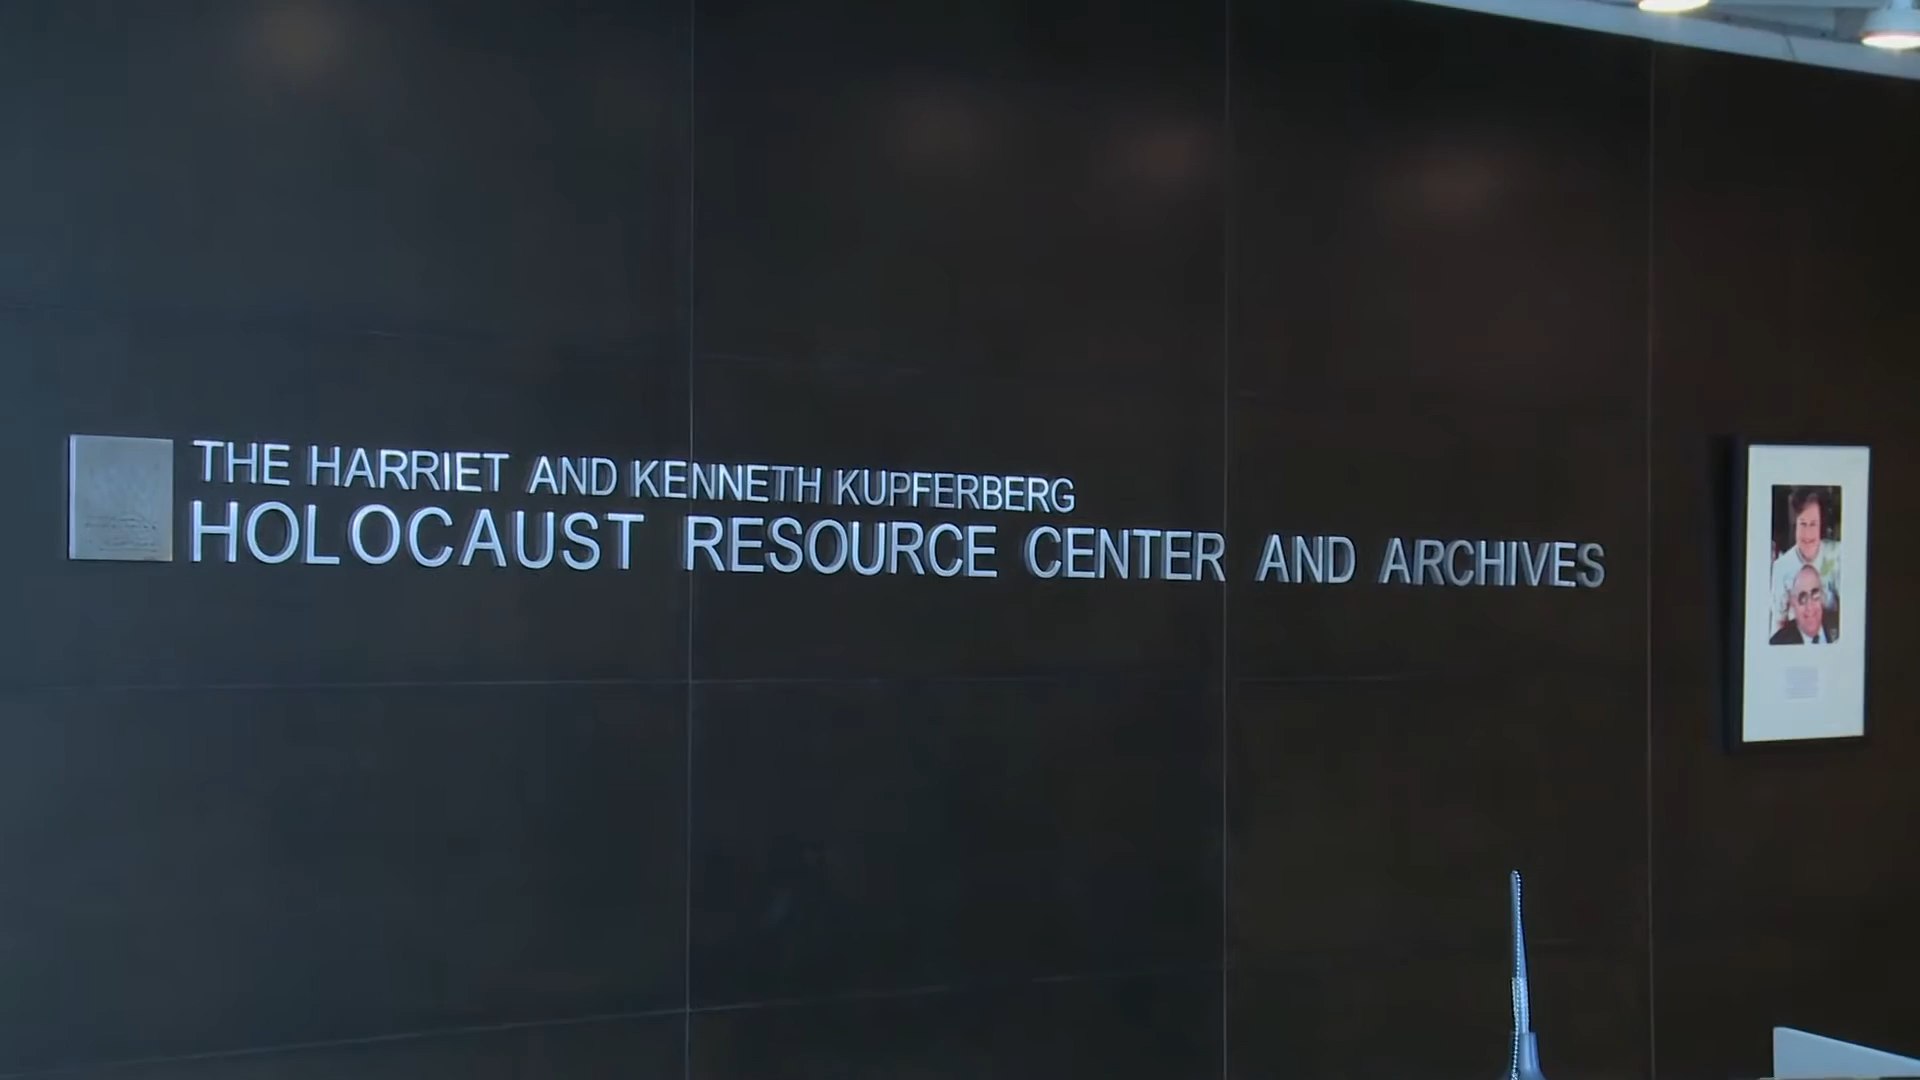 THE HARRIET AND KENNETH KUPFERBERG
HOLOCAUST RESOURCE CENTER AND ARCHIVES